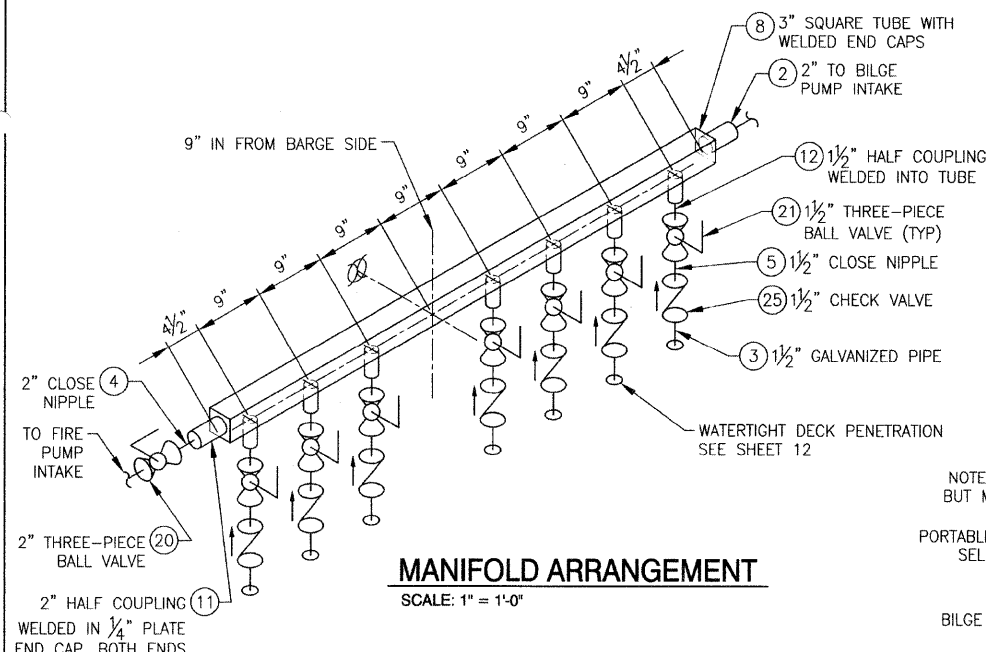 8 3" SQUARE TUBE WITH
WELDED END CAPS
2 2" TO BILGE
PUMP INTAKE
4½"
9"
9"
9"
9"
9"
9"
9"
4½"
9" IN FROM BARGE SIDE
12 1½" HALF COUPLING
WELDED INTO TUBE
21 1½" THREE-PIECE
BALL VALVE (TYP)
5 1½" CLOSE NIPPLE
25 1½" CHECK VALVE
3 1½" GALVANIZED PIPE
2" CLOSE 4
NIPPLE
TO FIRE
PUMP
INTAKE
WATERTIGHT DECK PENETRATION
SEE SHEET 12
2" THREE-PIECE 20
BALL VALVE
2" HALF COUPLING 11
WELDED IN ¼" PLATE
END CAP, BOTH ENDS
MANIFOLD ARRANGEMENT
SCALE: 1" = 1'-0"
NOTE
BUT M
PORTABL
SEL
BILGE